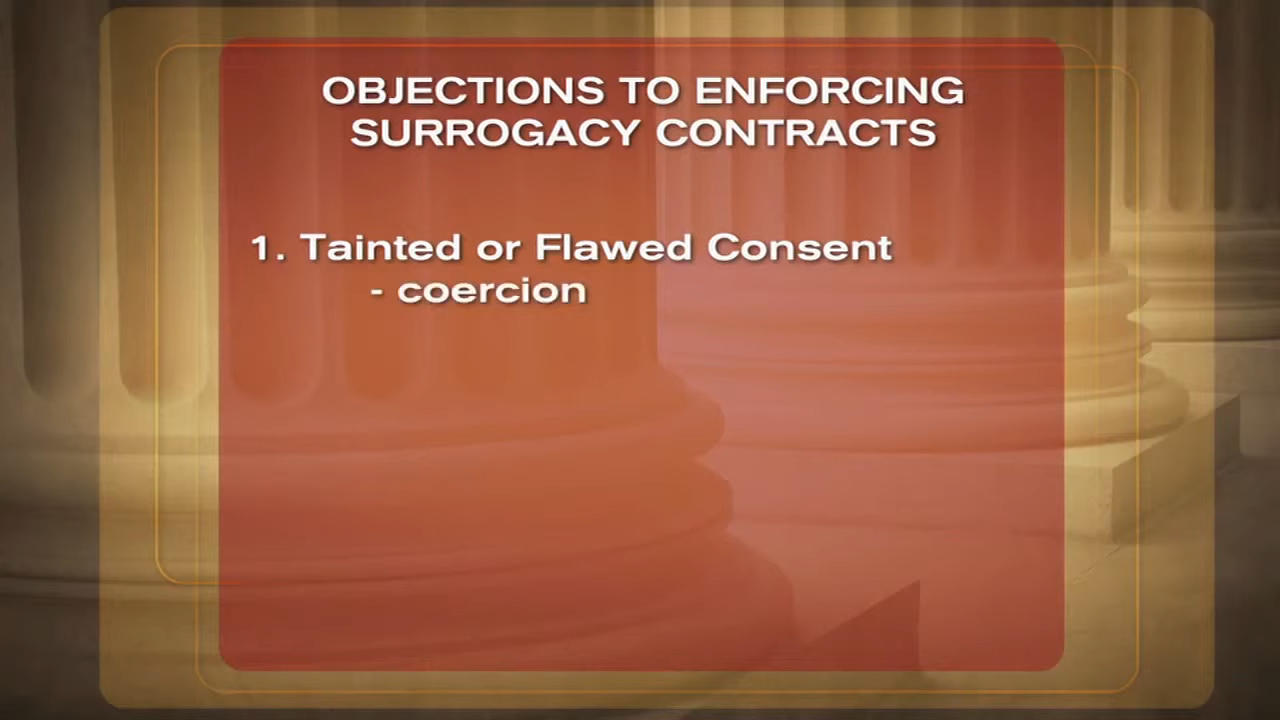 OBJECTIONS TO ENFORCING
SURROGACY CONTRACTS
1. Tainted or Flawed Consent
- coercion